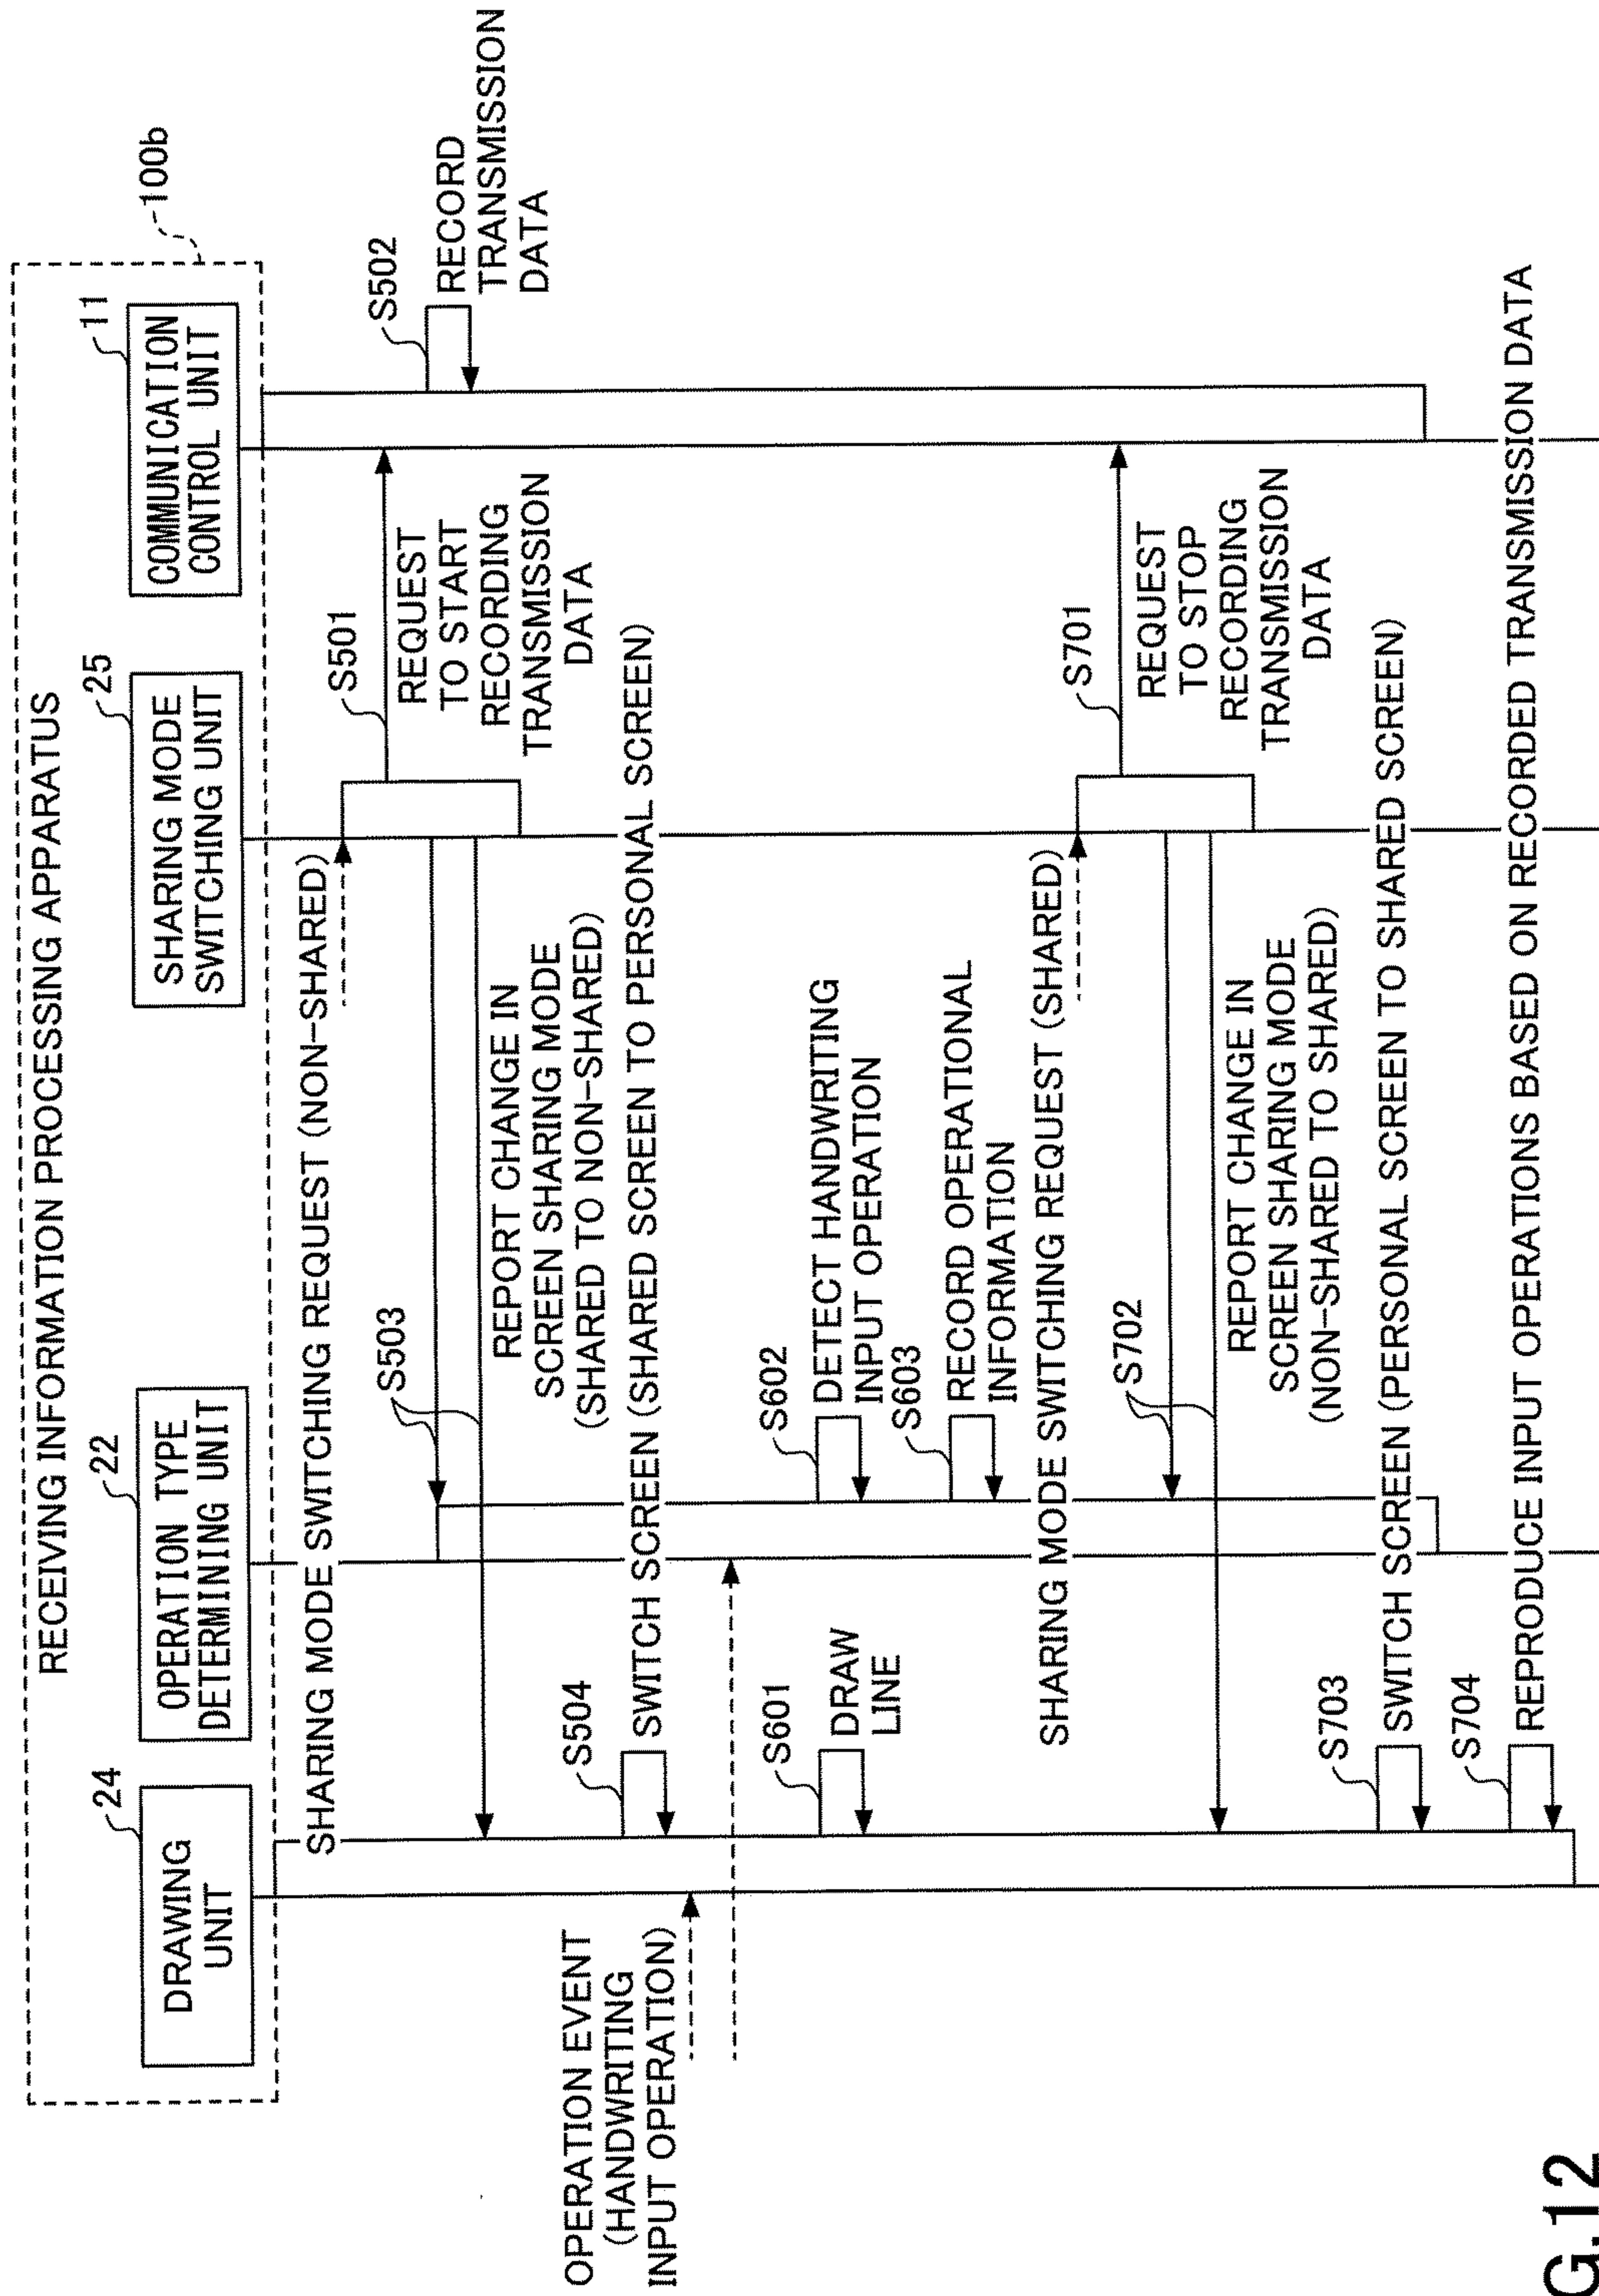 RECEIVING INFORMATION PROCESSING APPARATUS
100b
24
DRAWING
UNIT
22
OPERATION TYPE
DETERMINING UNIT
25
SHARING MODE
SWITCHING UNIT
11
COMMUNICATION
CONTROL UNIT
SHARING MODE SWITCHING REQUEST (NON-SHARED)
S501
REQUEST
TO START
RECORDING
TRANSMISSION
DATA
S502
RECORD
TRANSMISSION
DATA
S503
REPORT CHANGE IN
SCREEN SHARING MODE
(SHARED TO NON-SHARED)
S504
SWITCH SCREEN (SHARED SCREEN TO PERSONAL SCREEN)
OPERATION EVENT
(HANDWRITING
INPUT OPERATION)
S601
DRAW
LINE
S602
DETECT HANDWRITING
INPUT OPERATION
S603
RECORD OPERATIONAL
INFORMATION
SHARING MODE SWITCHING REQUEST (SHARED)
S701
REQUEST
TO STOP
RECORDING
TRANSMISSION
DATA
S702
REPORT CHANGE IN
SCREEN SHARING MODE
(NON-SHARED TO SHARED)
S703
SWITCH SCREEN (PERSONAL SCREEN TO SHARED SCREEN)
S704
REPRODUCE INPUT OPERATIONS BASED ON RECORDED TRANSMISSION DATA
G.12